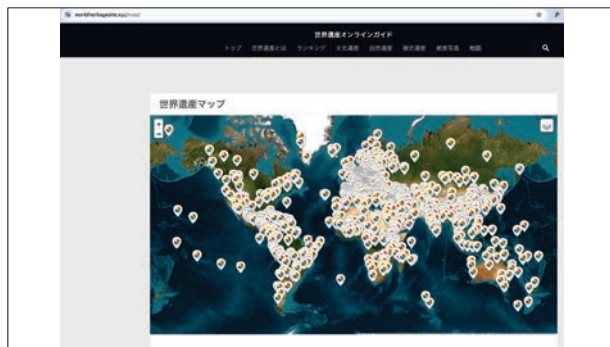 worldheritagesite.xyz/map/
世界遺産オンラインガイド
トップ 世界遺産とは ランキング 文化遺産 自然遺産 複合遺産 絶景写真 地図
世界遺産マップ
+
−